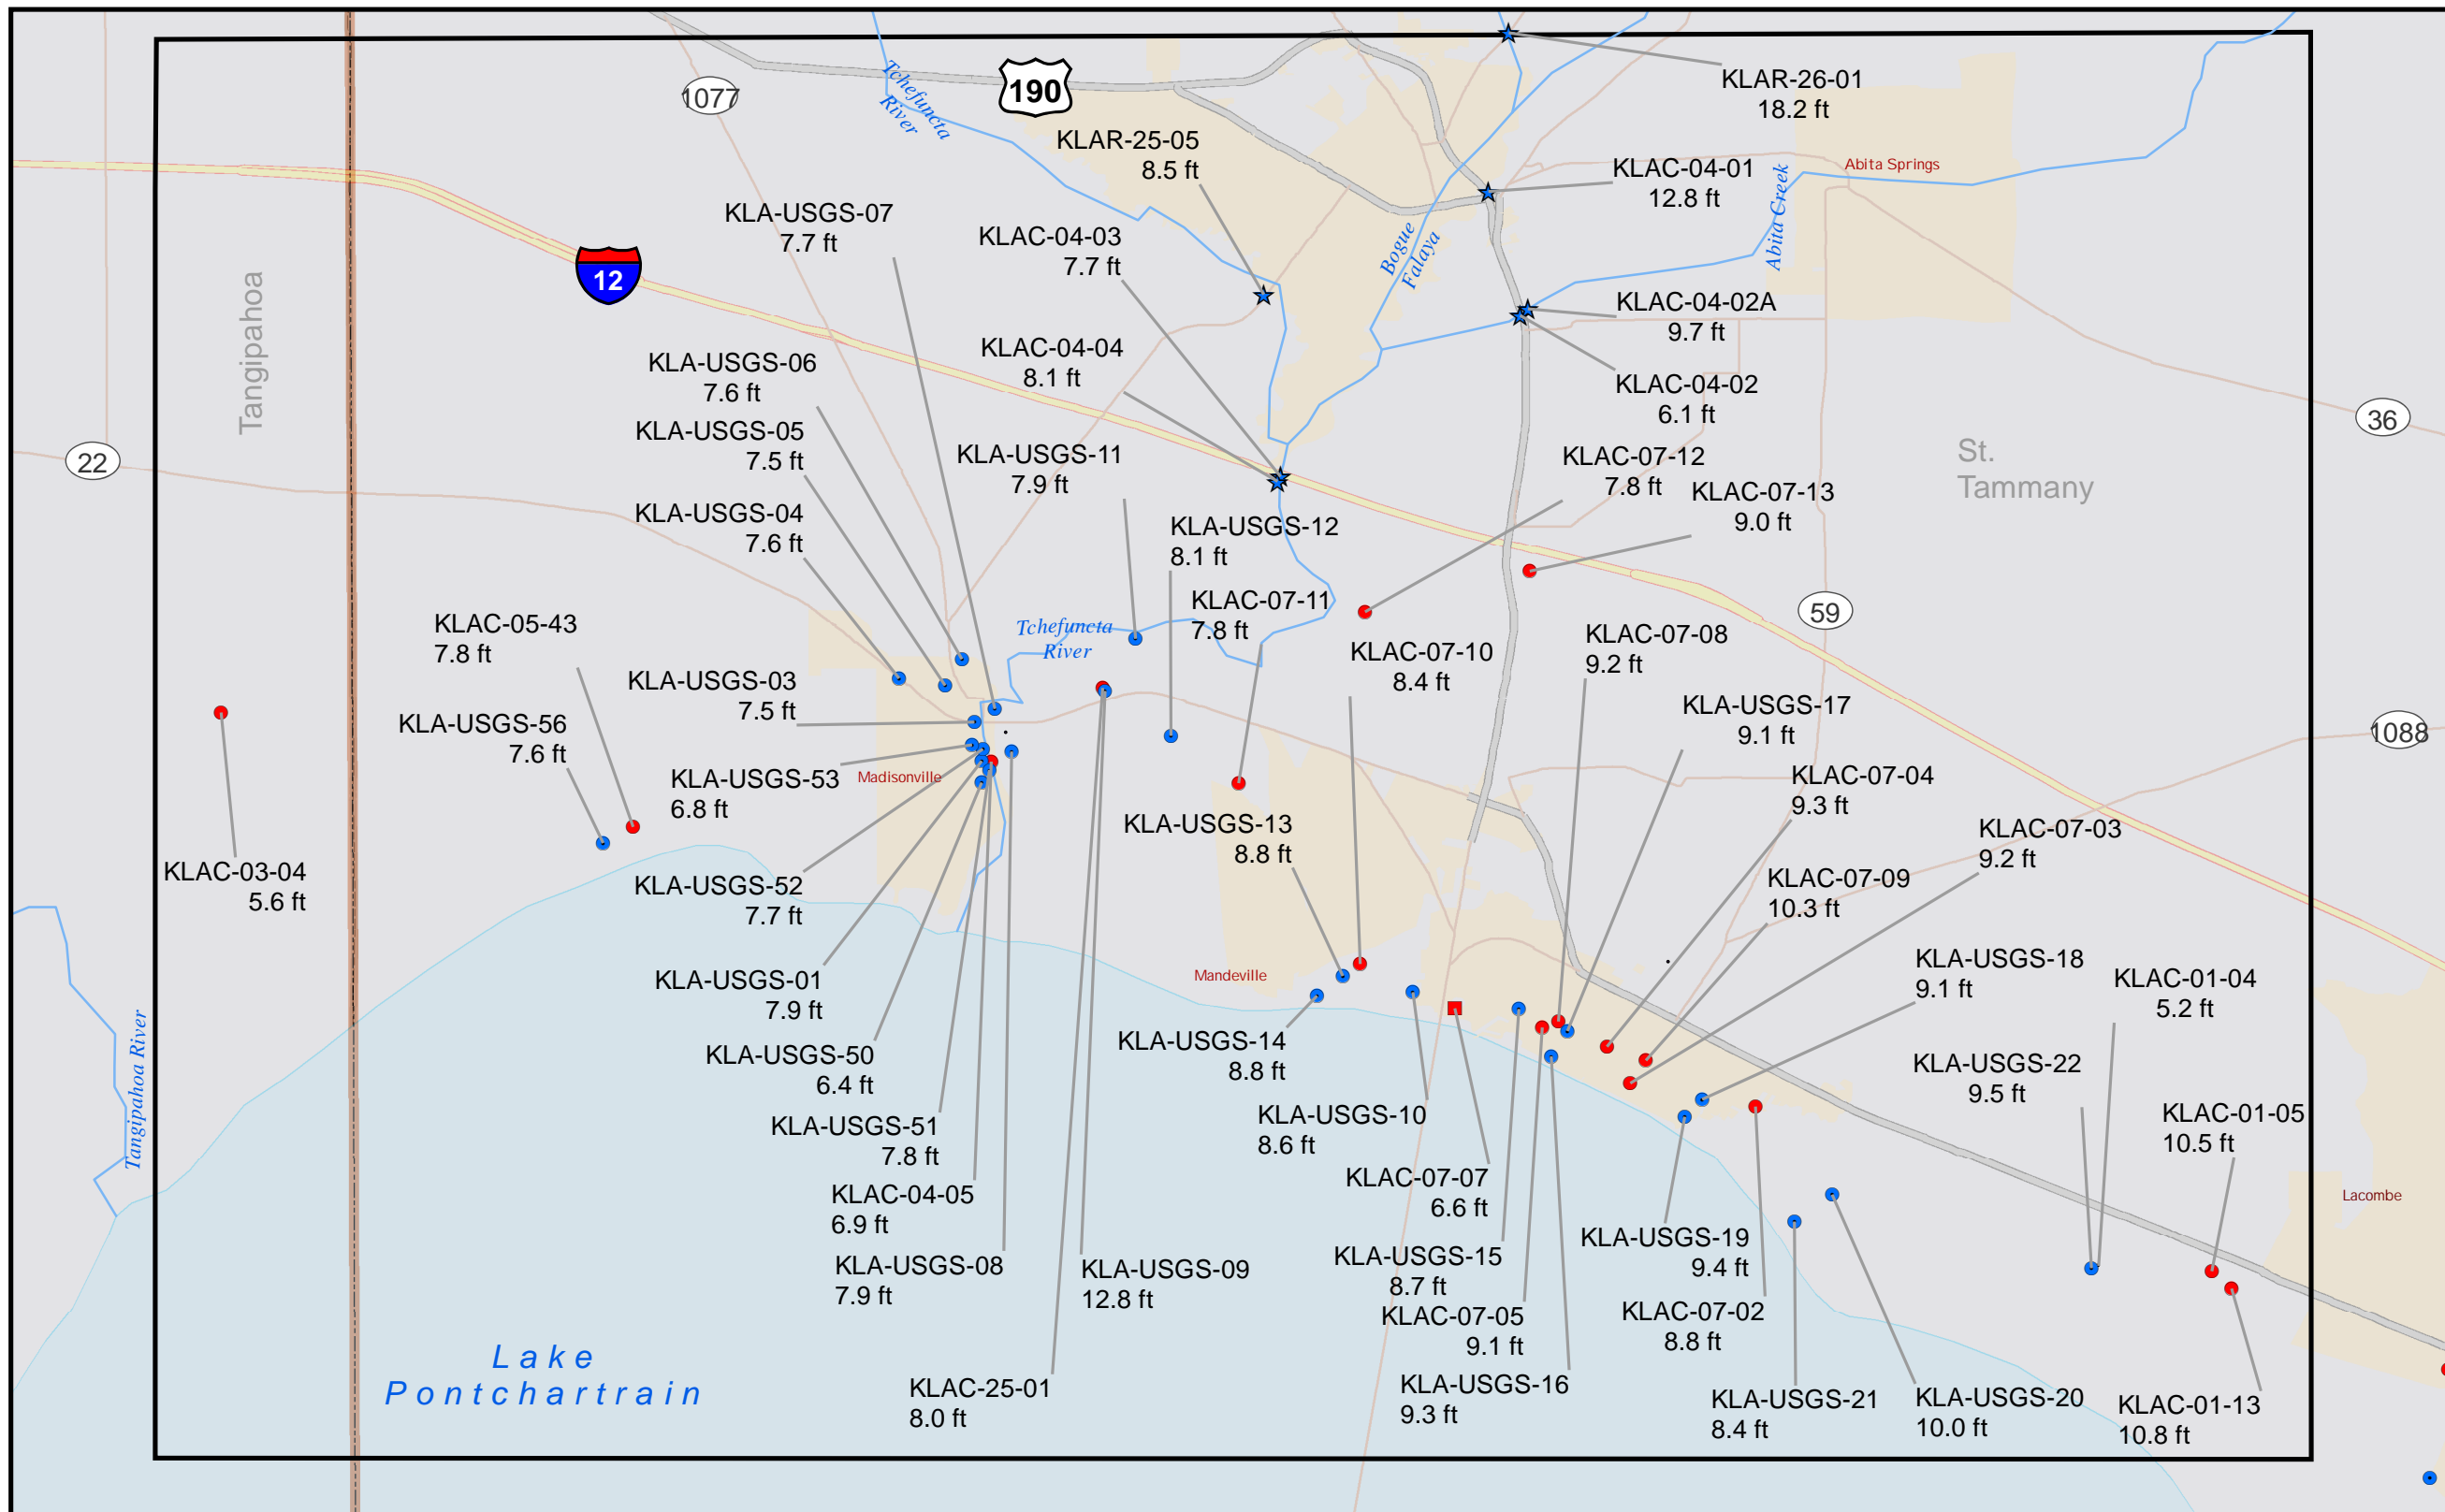 KLAR-26-01
18.2 ft
1077
Tchefuncta
River
190
KLAR-25-05
8.5 ft
KLAC-04-01
12.8 ft
Abita Springs
Abita Creek
KLA-USGS-07
7.7 ft
KLAC-04-03
7.7 ft
Bogue
Falaya
12
Tangipahoa
KLAC-04-02A
9.7 ft
KLAC-04-04
8.1 ft
KLA-USGS-06
7.6 ft
KLAC-04-02
6.1 ft
36
KLA-USGS-05
7.5 ft
22
KLA-USGS-11
7.9 ft
KLAC-07-12
7.8 ft
St.
Tammany
KLAC-07-13
9.0 ft
KLA-USGS-04
7.6 ft
KLA-USGS-12
8.1 ft
KLAC-07-11
7.8 ft
59
KLAC-05-43
7.8 ft
Tchefuncta
River
KLAC-07-08
9.2 ft
KLAC-07-10
8.4 ft
KLA-USGS-03
7.5 ft
KLA-USGS-17
9.1 ft
KLA-USGS-56
7.6 ft
1088
KLA-USGS-53
6.8 ft
Madisonville
KLAC-07-04
9.3 ft
KLA-USGS-13
8.8 ft
KLAC-07-03
9.2 ft
KLAC-03-04
5.6 ft
KLA-USGS-52
7.7 ft
KLAC-07-09
10.3 ft
KLA-USGS-18
9.1 ft
KLAC-01-04
5.2 ft
KLA-USGS-01
7.9 ft
Mandeville
Tangipahoa River
KLA-USGS-14
8.8 ft
KLA-USGS-50
6.4 ft
KLA-USGS-22
9.5 ft
KLA-USGS-10
8.6 ft
KLAC-01-05
10.5 ft
KLA-USGS-51
7.8 ft
KLAC-07-07
6.6 ft
KLAC-04-05
6.9 ft
Lacombe
KLA-USGS-19
9.4 ft
KLA-USGS-15
8.7 ft
KLA-USGS-08
7.9 ft
KLA-USGS-09
12.8 ft
KLAC-07-02
8.8 ft
KLAC-07-05
9.1 ft
Lake
Pontchartrain
KLAC-25-01
8.0 ft
KLA-USGS-16
9.3 ft
KLA-USGS-21
8.4 ft
KLA-USGS-20
10.0 ft
KLAC-01-13
10.8 ft